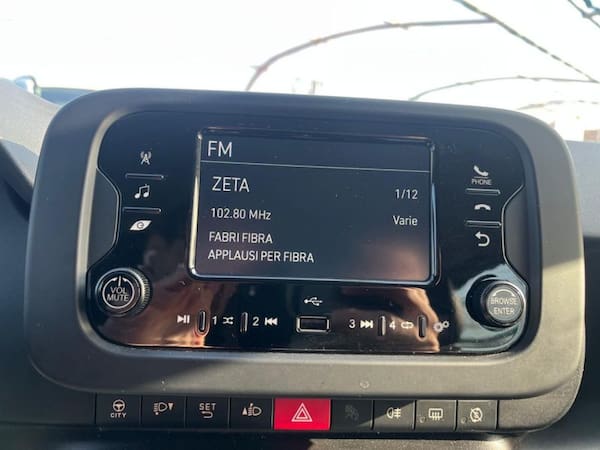 FM
ZETA
1/12
102.80 MHz
Varie
FABRI FIBRA
APPLAUSI PER FIBRA
PHONE
VOL
MUTE
BROWSE
ENTER
1 2 3 4
CITY
SET